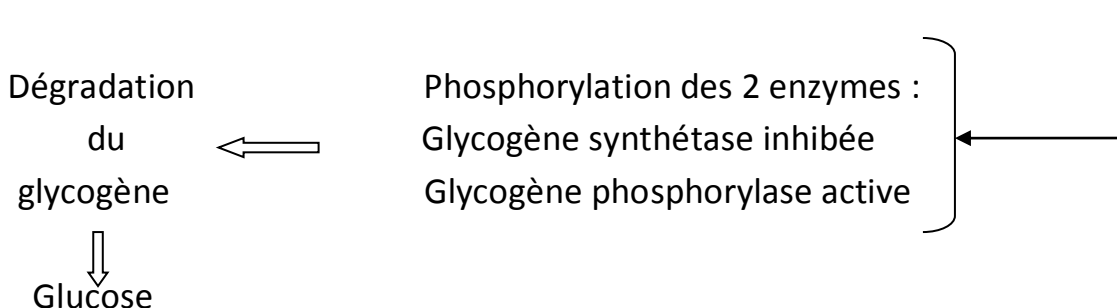 Dégradation
du
glycogène
Glucose
Phosphorylation des 2 enzymes :
Glycogène synthétase inhibée
Glycogène phosphorylase active